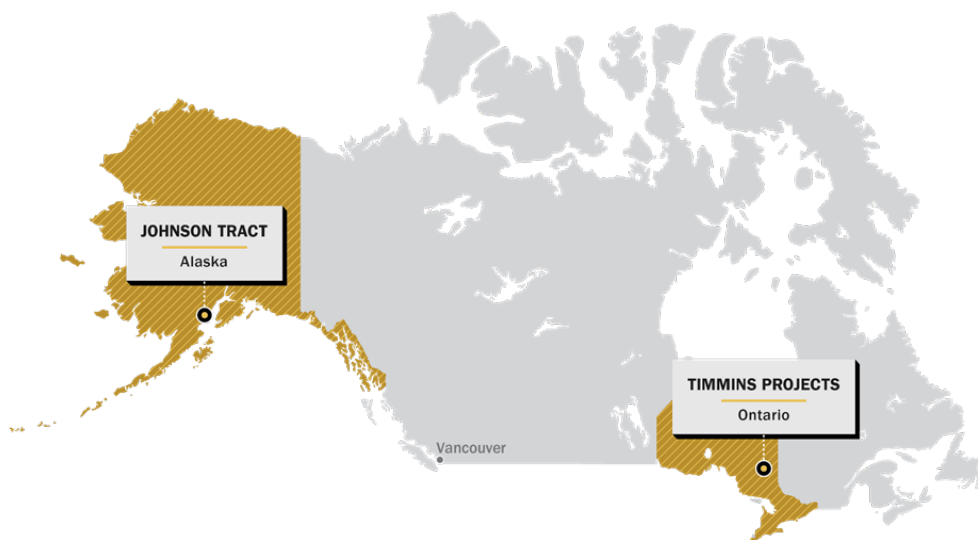 JOHNSON TRACT
Alaska
TIMMINS PROJECTS
Ontario
Vancouver